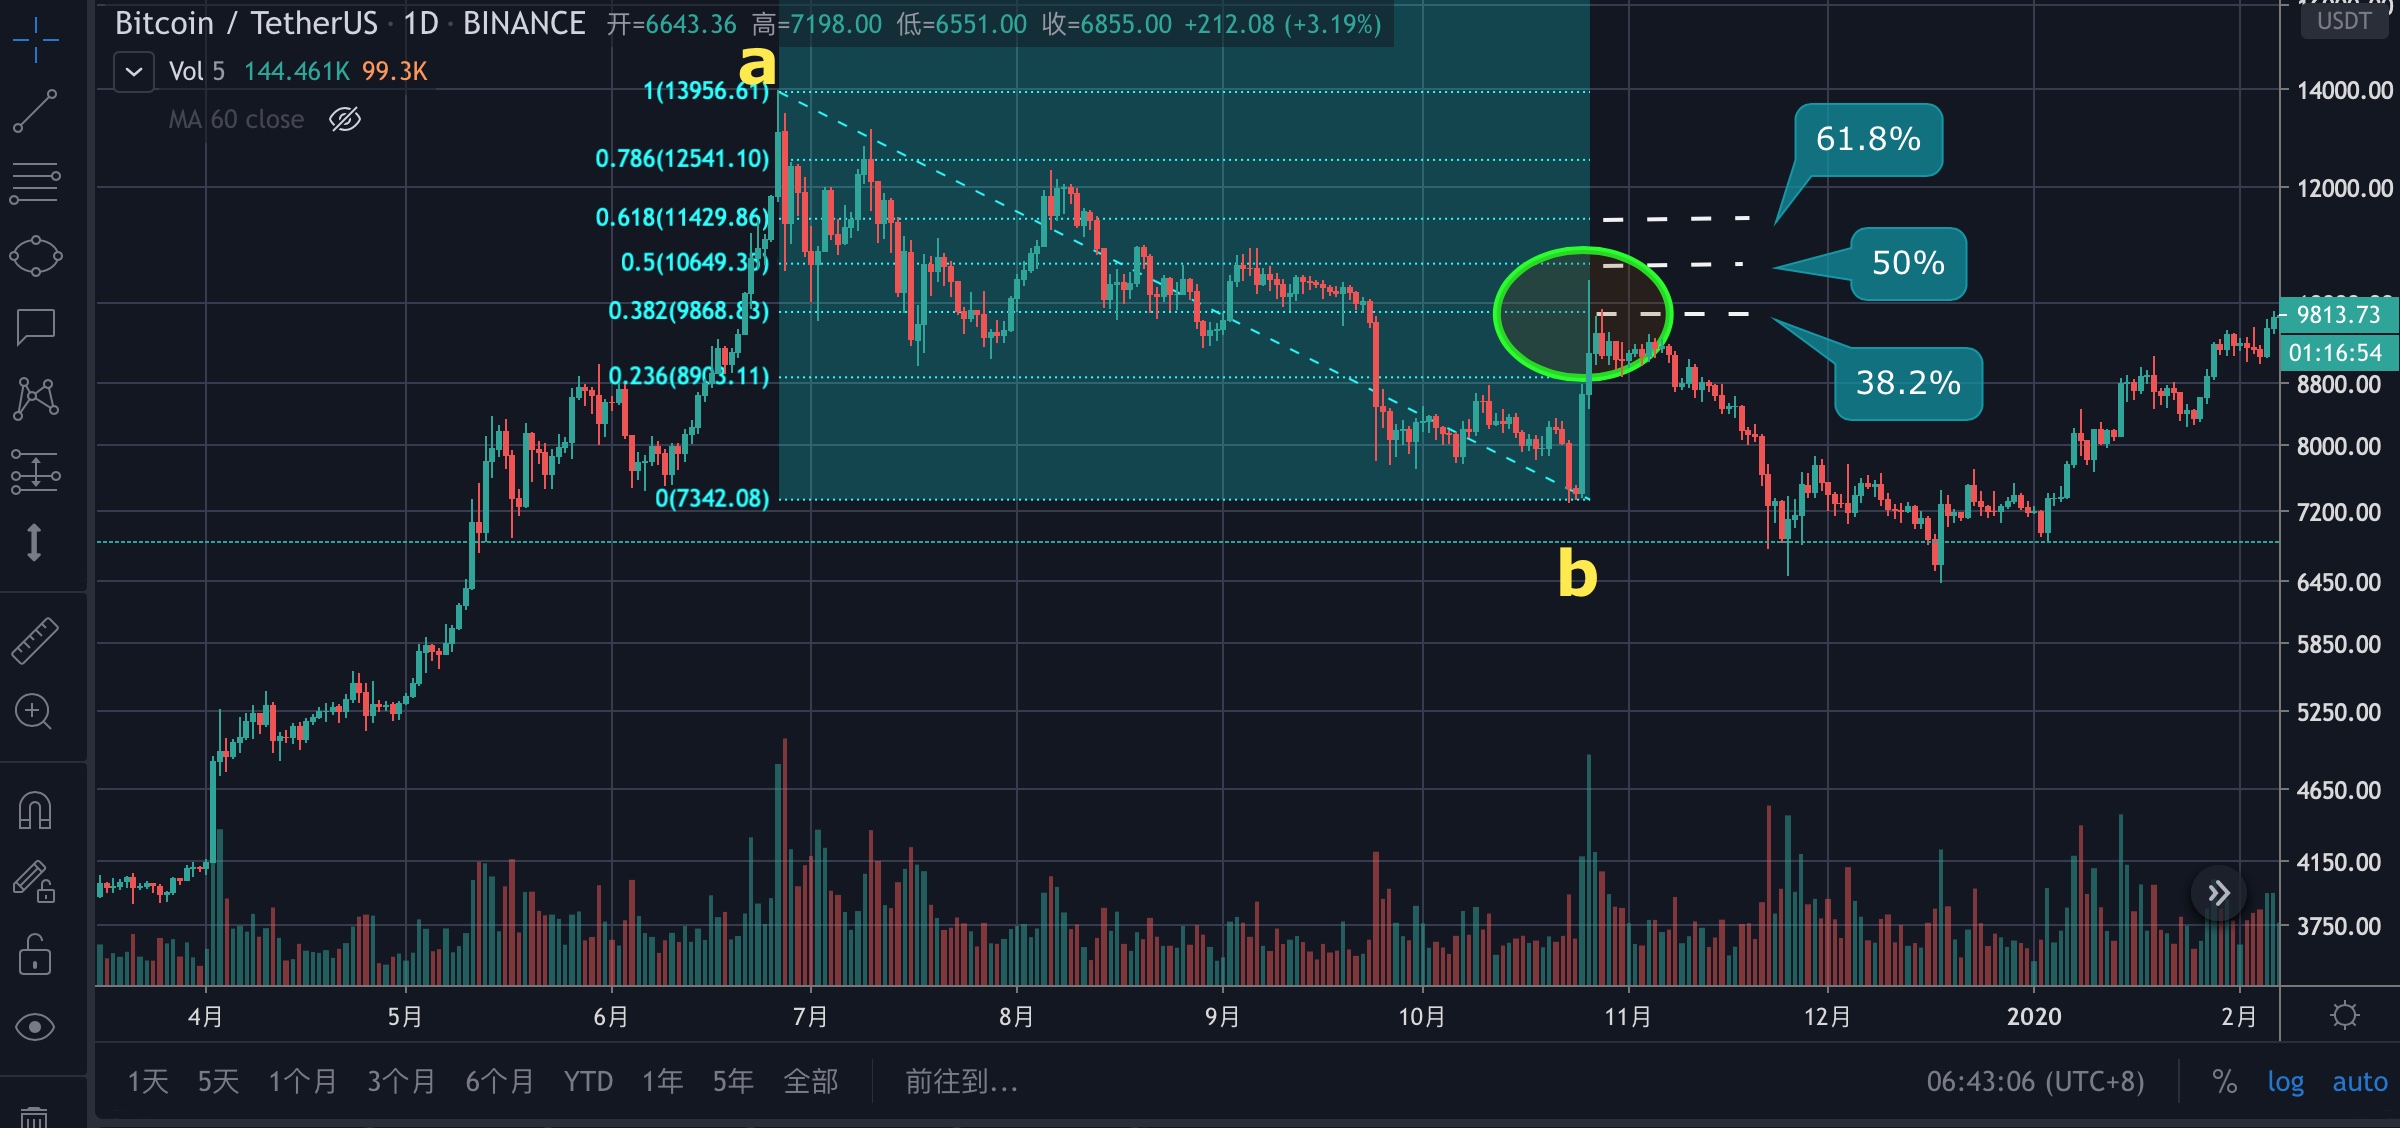 Bitcoin / TetherUS · 1D · BINANCE 开=6643.36 高=7198.00 低=6551.00 收=6855.00 +212.08 (+3.19%)
USDT
Vol 5 144.461K 99.3K
MA 60 close
a
1(13956.61)
0.786(12541.10)
0.618(11429.86)
0.382(9868.83)
0.236(8903.11)
0(7342.08)
b
61.8%
50%
38.2%
14000.00
12000.00
9813.73
01:16:54
8800.00
8000.00
7200.00
6450.00
5850.00
5250.00
4650.00
4150.00
3750.00
4月 5月 6月 7月 8月 9月 10月 11月 12月 2020 2月
1天 5天 1个月 3个月 6个月 YTD 1年 5年 全部 前往到... 06:43:06 (UTC+8) % log auto